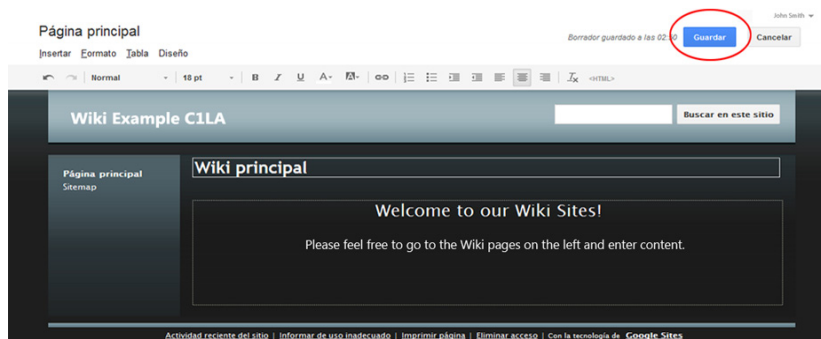 John Smith
Página principal
Borrador guardado a las 02:50 Guardar Cancelar
Insertar Formato Tabla Diseño
Normal 18 pt B I U A A <HTML>
Wiki Example C1LA
Buscar en este sitio
Página principal
Sitemap
Wiki principal
Welcome to our Wiki Sites!
Please feel free to go to the Wiki pages on the left and enter content.
Actividad reciente del sitio | Informar de uso inadecuado | Imprimir página | Eliminar acceso | Con la tecnología de Google Sites